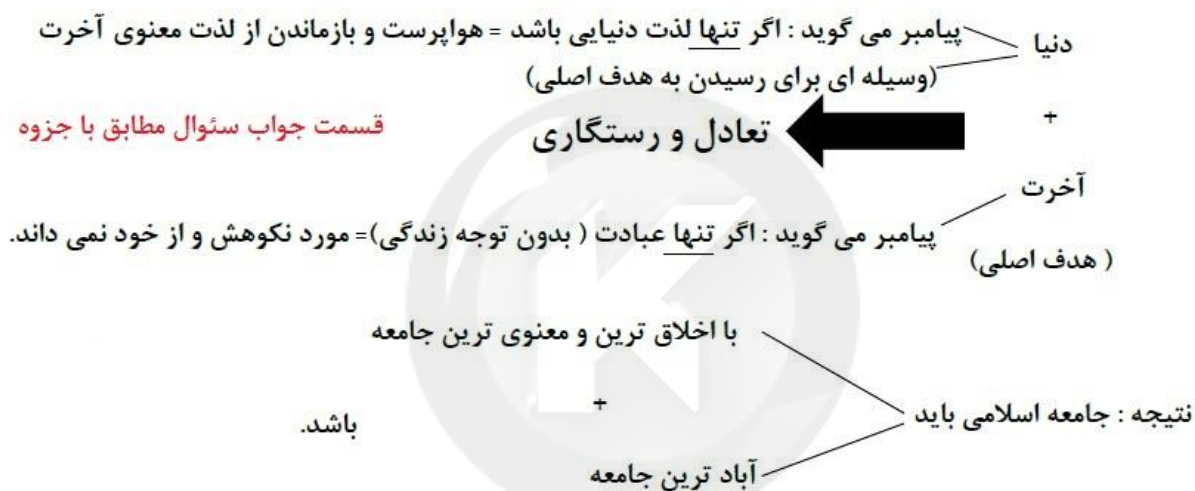 دنیا
پیامبر می گوید : اگر تنها لذت دنیایی باشد = هواپرست و بازماندن از لذت معنوی آخرت
(وسیله ای برای رسیدن به هدف اصلی)
+
تعادل و رستگاری
قسمت جواب سئوال مطابق با جزوه
آخرت
پیامبر می گوید : اگر تنها عبادت ( بدون توجه زندگی)= مورد نکوهش و از خود نمی داند.
( هدف اصلی)
با اخلاق ترین و معنوی ترین جامعه
+
نتیجه : جامعه اسلامی باید
باشد.
آباد ترین جامعه